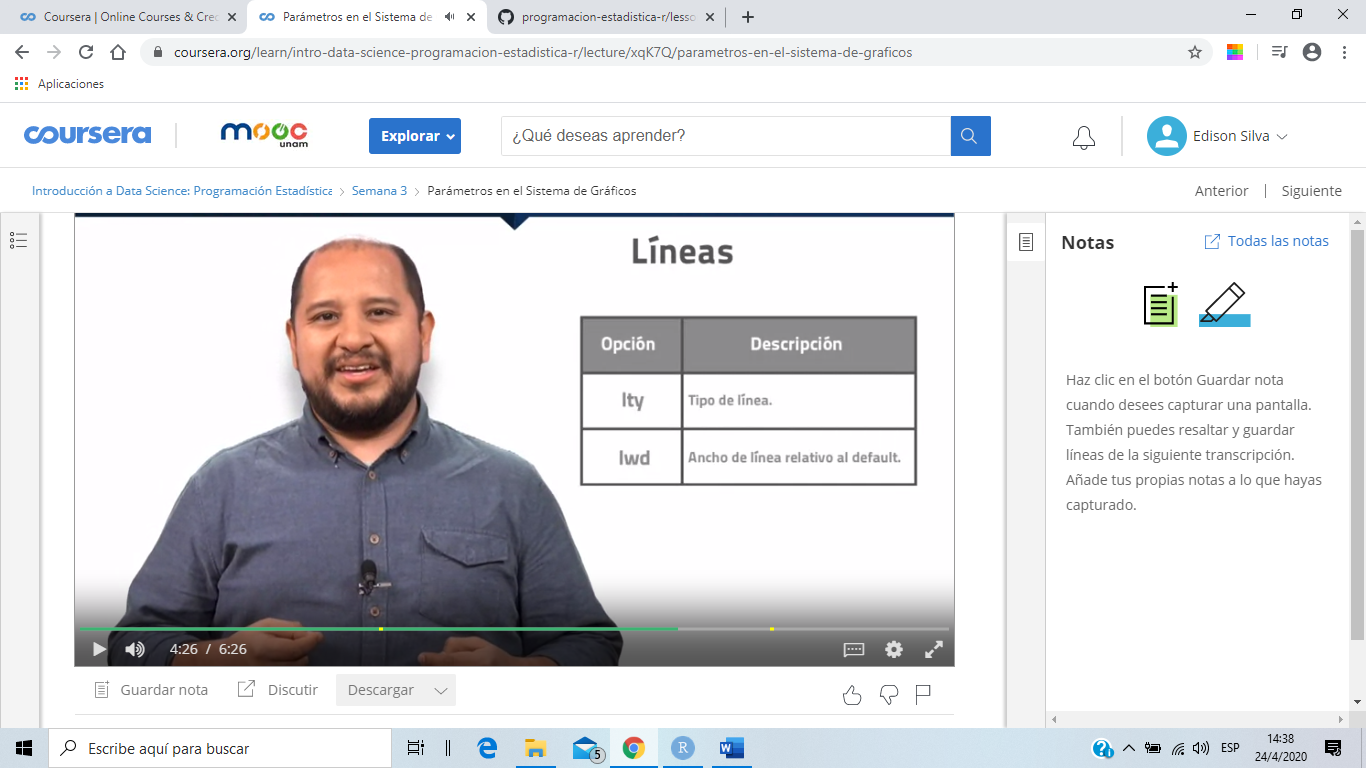 Coursera | Online Courses & Cred
Parámetros en el Sistema de
programacion-estadistica-r/lesso
coursera.org/learn/intro-data-science-programacion-estadistica-r/lecture/xqK7Q/parametros-en-el-sistema-de-graficos
Aplicaciones
coursera
mooc
unam
Explorar
¿Qué deseas aprender?
Edison Silva
Introducción a Data Science: Programación Estadística
Semana 3
Parámetros en el Sistema de Gráficos
Anterior | Siguiente
Líneas
Opción Descripción
lty Tipo de línea.
lwd Ancho de línea relativo al default.
4:26 / 6:26
Guardar nota
Discutir
Descargar
Notas
Todas las notas
Haz clic en el botón Guardar nota
cuando desees capturar una pantalla.
También puedes resaltar y guardar
líneas de la siguiente transcripción.
Añade tus propias notas a lo que hayas
capturado.
Escribe aquí para buscar
5
R
ESP
14:38
24/4/2020